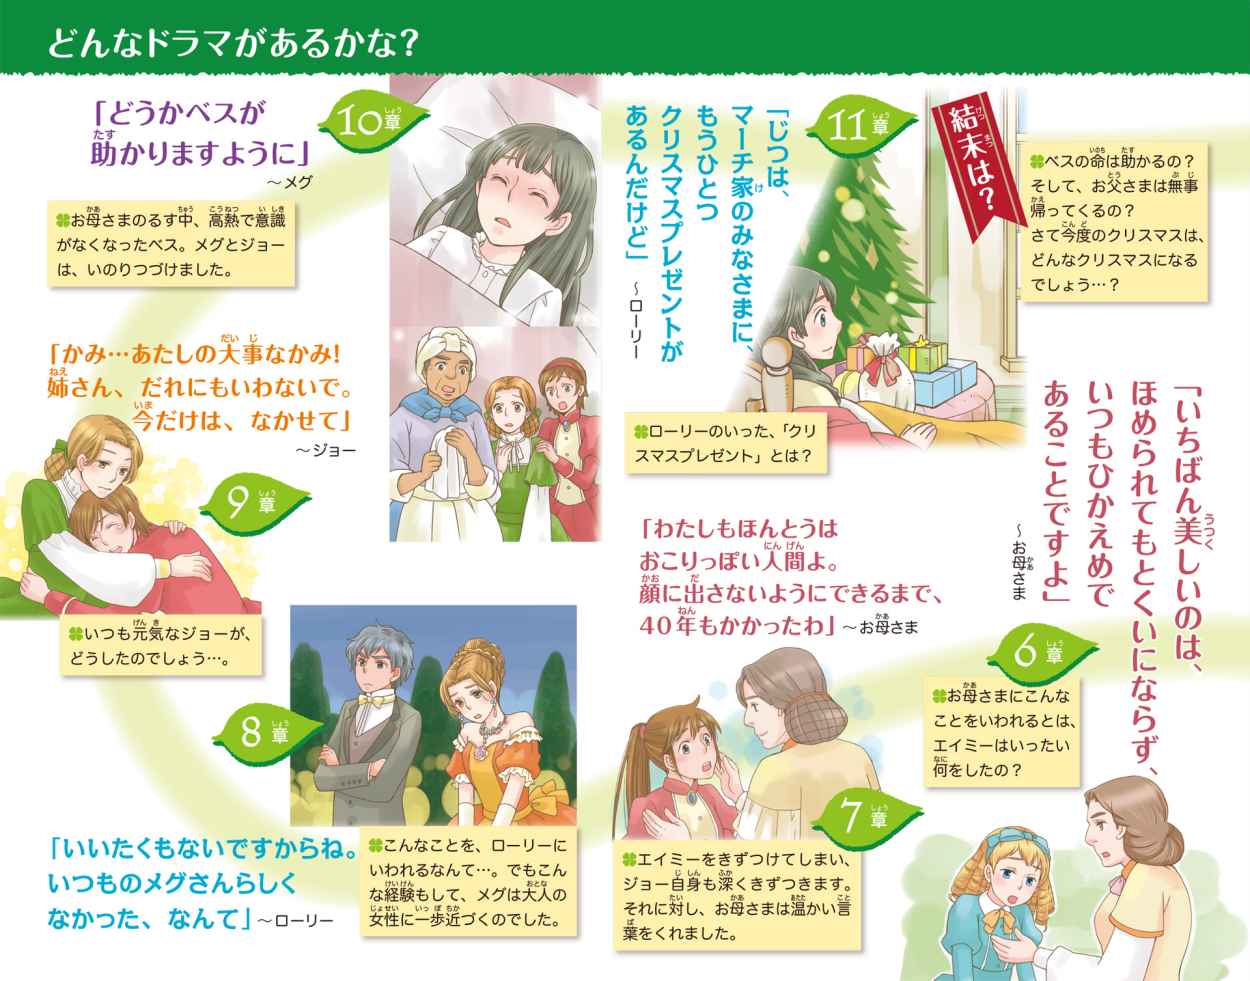 どんなドラマがあるかな?
「いちばん美しいのは、
ほめられてもとくいにならず、
いつもひかえめで
あることですよ」
～お母さま
6章
お母さまにこんな
ことをいわれるとは、
エイミーはいったい
何をしたの?
「わたしもほんとうは
おこりっぽい人間よ。
顔に出さないようにできるまで、
40年もかかったわ」～お母さま
7章
エイミーをきずつけてしまい、
ジョー自身も深くきずつきます。
それに対し、お母さまは温かい言
葉をくれました。
8章
「いいたくもないですからね。
いつものメグさんらしく
なかった、なんて」～ローリー
こんなことを、ローリーに
いわれるなんて…。でもこん
な経験もして、メグは大人の
女性に一歩近づくのでした。
「かみ…あたしの大事なかみ!
姉さん、だれにもいわないで。
今だけは、なかせて」
～ジョー
9章
いつも元気なジョーが、
どうしたのでしょう…。
「どうかベスが
助かりますように」
～メグ
10章
お母さまのるす中、高熱で意識
がなくなったベス。メグとジョー
は、いのりつづけました。
11章
「じつは、
マーチ家のみなさまに、
もうひとつ
クリスマスプレゼントが
あるんだけど」
～ローリー
ローリーのいった、「クリ
スマスプレゼント」とは?
結末は?
ベスの命は助かるの?
そして、お父さまは無事
帰ってくるの?
さて今度のクリスマスは、
どんなクリスマスになる
でしょう…?